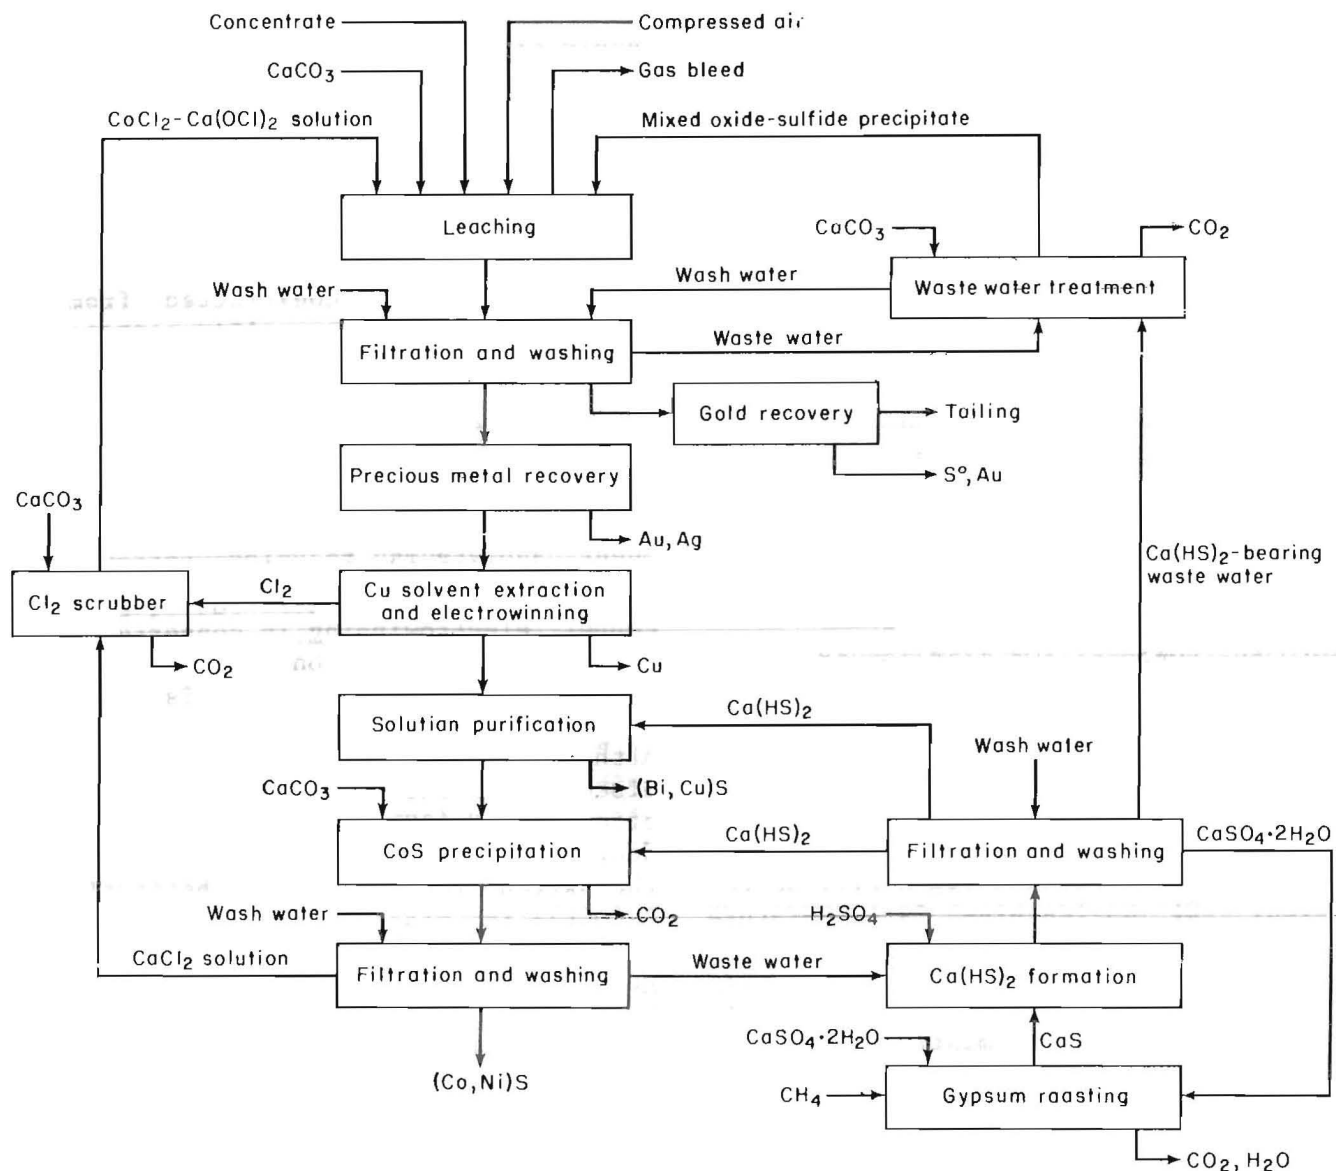 Concentrate
Compressed air
CaCO3
Gas bleed
CoCl2-Ca(OCl)2 solution
Mixed oxide-sulfide precipitate
Leaching
CaCO3
CO2
Wash water
Wash water
Waste water treatment
Filtration and washing
Waste water
Gold recovery
Tailing
S°, Au
Precious metal recovery
CaCO3
Au, Ag
Ca(HS)2-bearing
waste water
Cl2 scrubber
Cl2
Cu solvent extraction
and electrowinning
CO2
Cu
Solutian purification
Ca(HS)2
Wash water
(Bi, Cu)S
CaCO3
CoS precipitation
Ca(HS)2
Filtration and washing
CaSO4·2H2O
Wash water
CO2
H2SO4
CaCl2 solution
Filtration and washing
Waste water
Ca(HS)2 formation
CaSO4·2H2O
CaS
(Co, Ni)S
CH4
Gypsum raasting
CO2, H2O
from